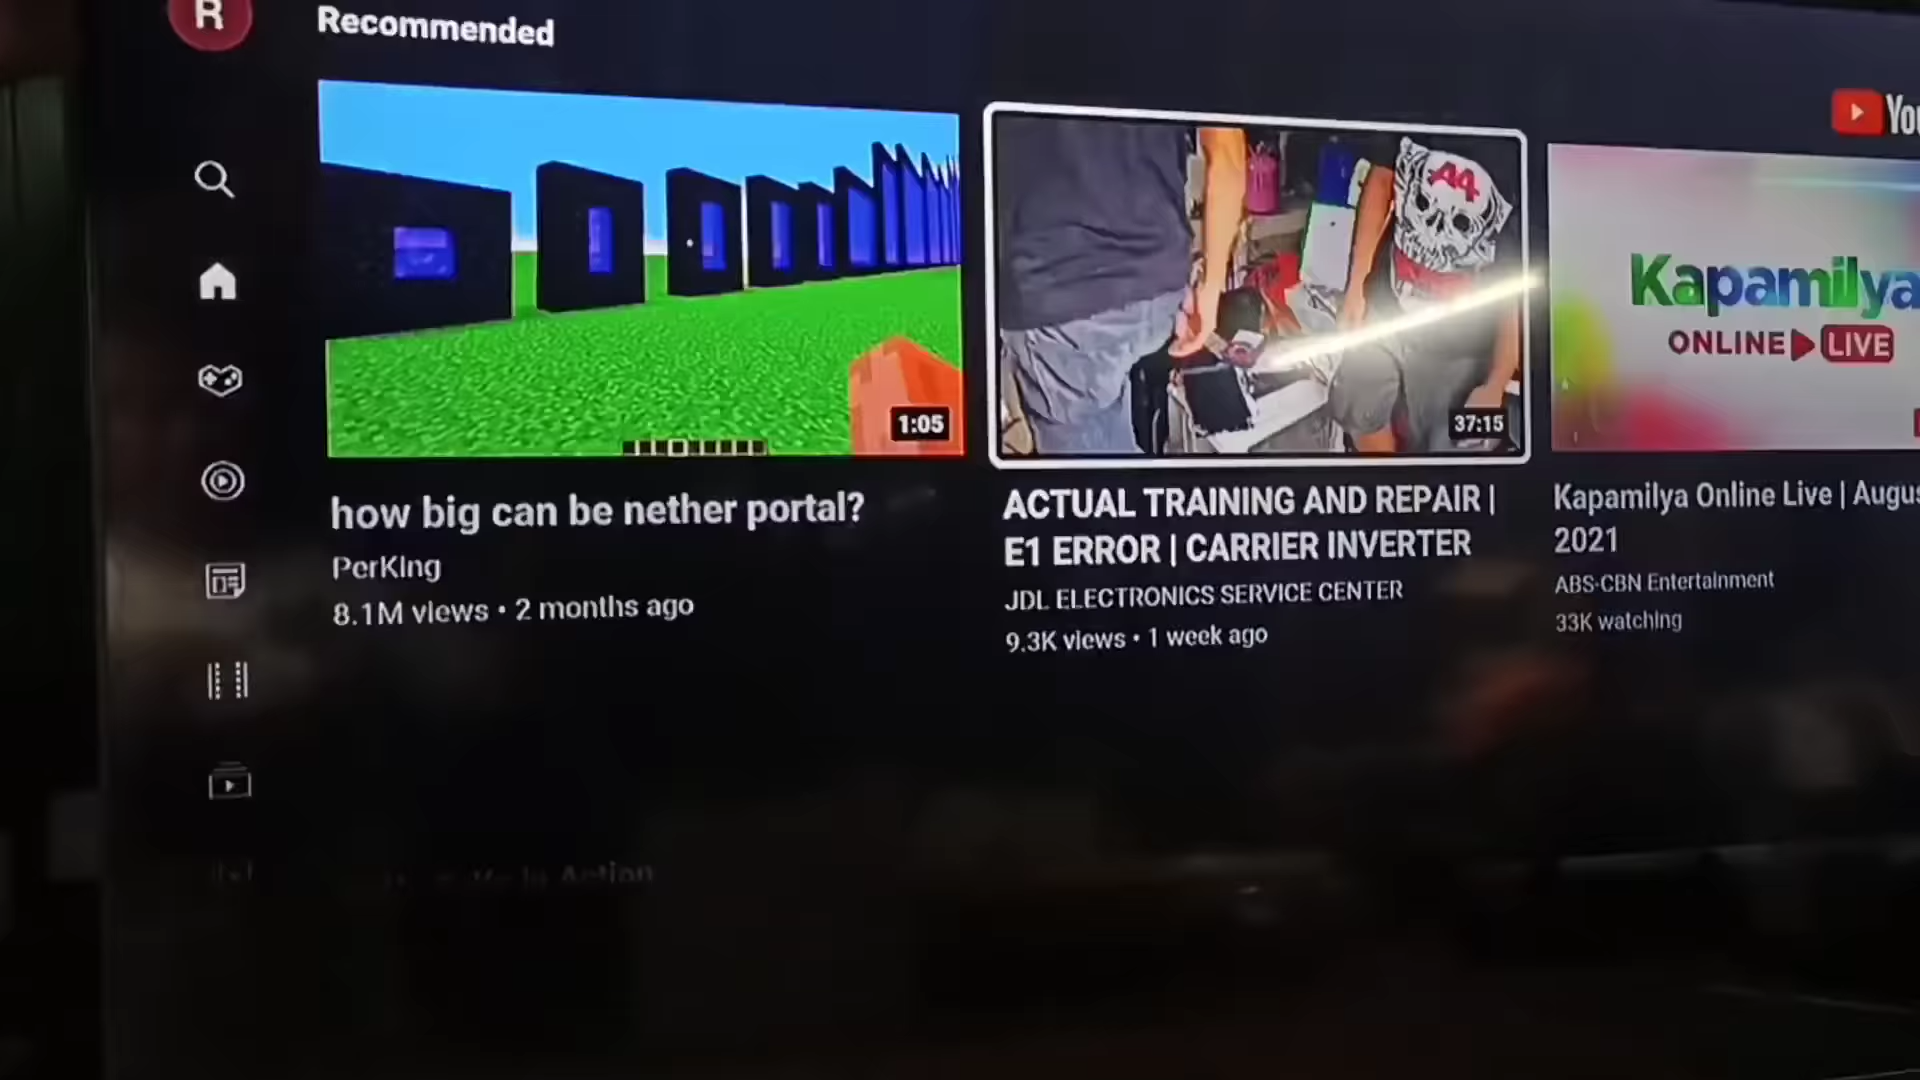 R
Recommended
You
A4
Kapamilya
ONLINE LIVE
1:05
37:15
how big can be nether portal?
PerKing
8.1M views • 2 months ago
ACTUAL TRAINING AND REPAIR |
E1 ERROR | CARRIER INVERTER
JDL ELECTRONICS SERVICE CENTER
9.3K views • 1 week ago
Kapamilya Online Live | Augus
2021
ABS-CBN Entertainment
33K watching
Action